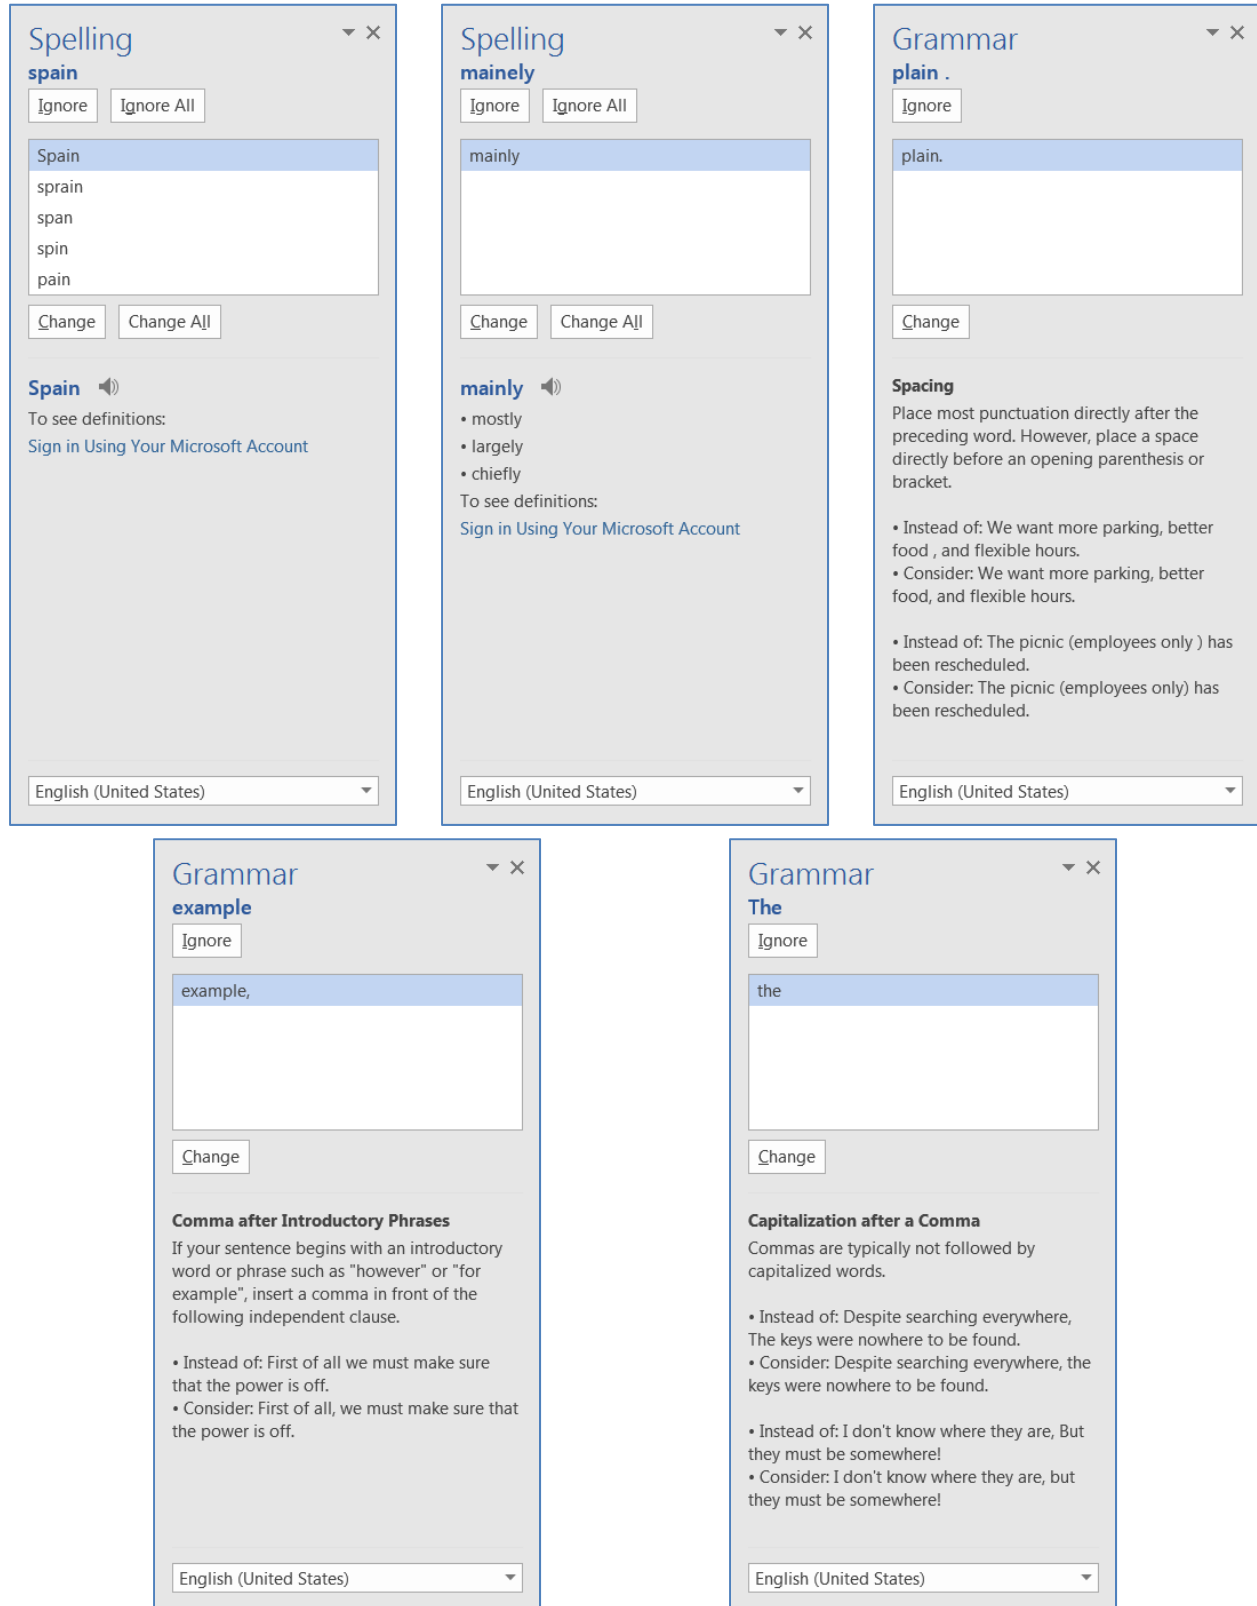 Spelling
spain
Ignore Ignore All
Spain
sprain
span
spin
pain
Change Change All
Spain
To see definitions:
Sign in Using Your Microsoft Account
English (United States)
Spelling
mainely
Ignore Ignore All
mainly
Change Change All
mainly
• mostly
• largely
• chiefly
To see definitions:
Sign in Using Your Microsoft Account
English (United States)
Grammar
plain .
Ignore
plain.
Change
Spacing
Place most punctuation directly after the
preceding word. However, place a space
directly before an opening parenthesis or
bracket.
• Instead of: We want more parking, better
food , and flexible hours.
• Consider: We want more parking, better
food, and flexible hours.
• Instead of: The picnic (employees only ) has
been rescheduled.
• Consider: The picnic (employees only) has
been rescheduled.
English (United States)
Grammar
example
Ignore
example,
Change
Comma after Introductory Phrases
If your sentence begins with an introductory
word or phrase such as "however" or "for
example", insert a comma in front of the
following independent clause.
• Instead of: First of all we must make sure
that the power is off.
• Consider: First of all, we must make sure that
the power is off.
English (United States)
Grammar
The
Ignore
the
Change
Capitalization after a Comma
Commas are typically not followed by
capitalized words.
• Instead of: Despite searching everywhere,
The keys were nowhere to be found.
• Consider: Despite searching everywhere, the
keys were nowhere to be found.
• Instead of: I don't know where they are, But
they must be somewhere!
• Consider: I don't know where they are, but
they must be somewhere!
English (United States)